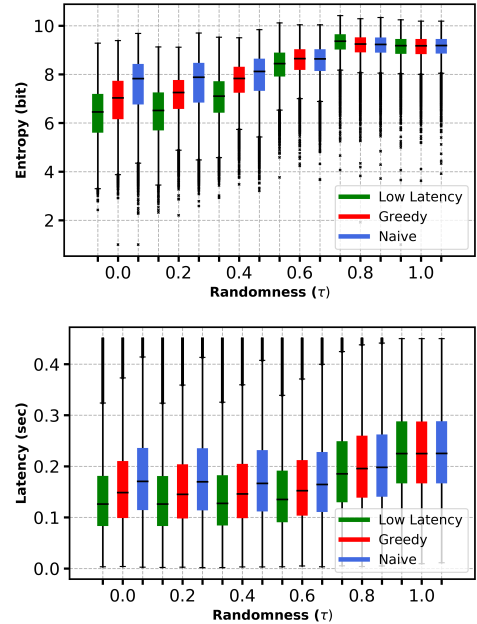 10
8
6
4
2
Entropy (bit)
Low Latency
Greedy
Naive
0.0 0.2 0.4 0.6 0.8 1.0
Randomness (τ)
0.4
0.3
0.2
0.1
0.0
Latency (sec)
Low Latency
Greedy
Naive
0.0 0.2 0.4 0.6 0.8 1.0
Randomness (τ)